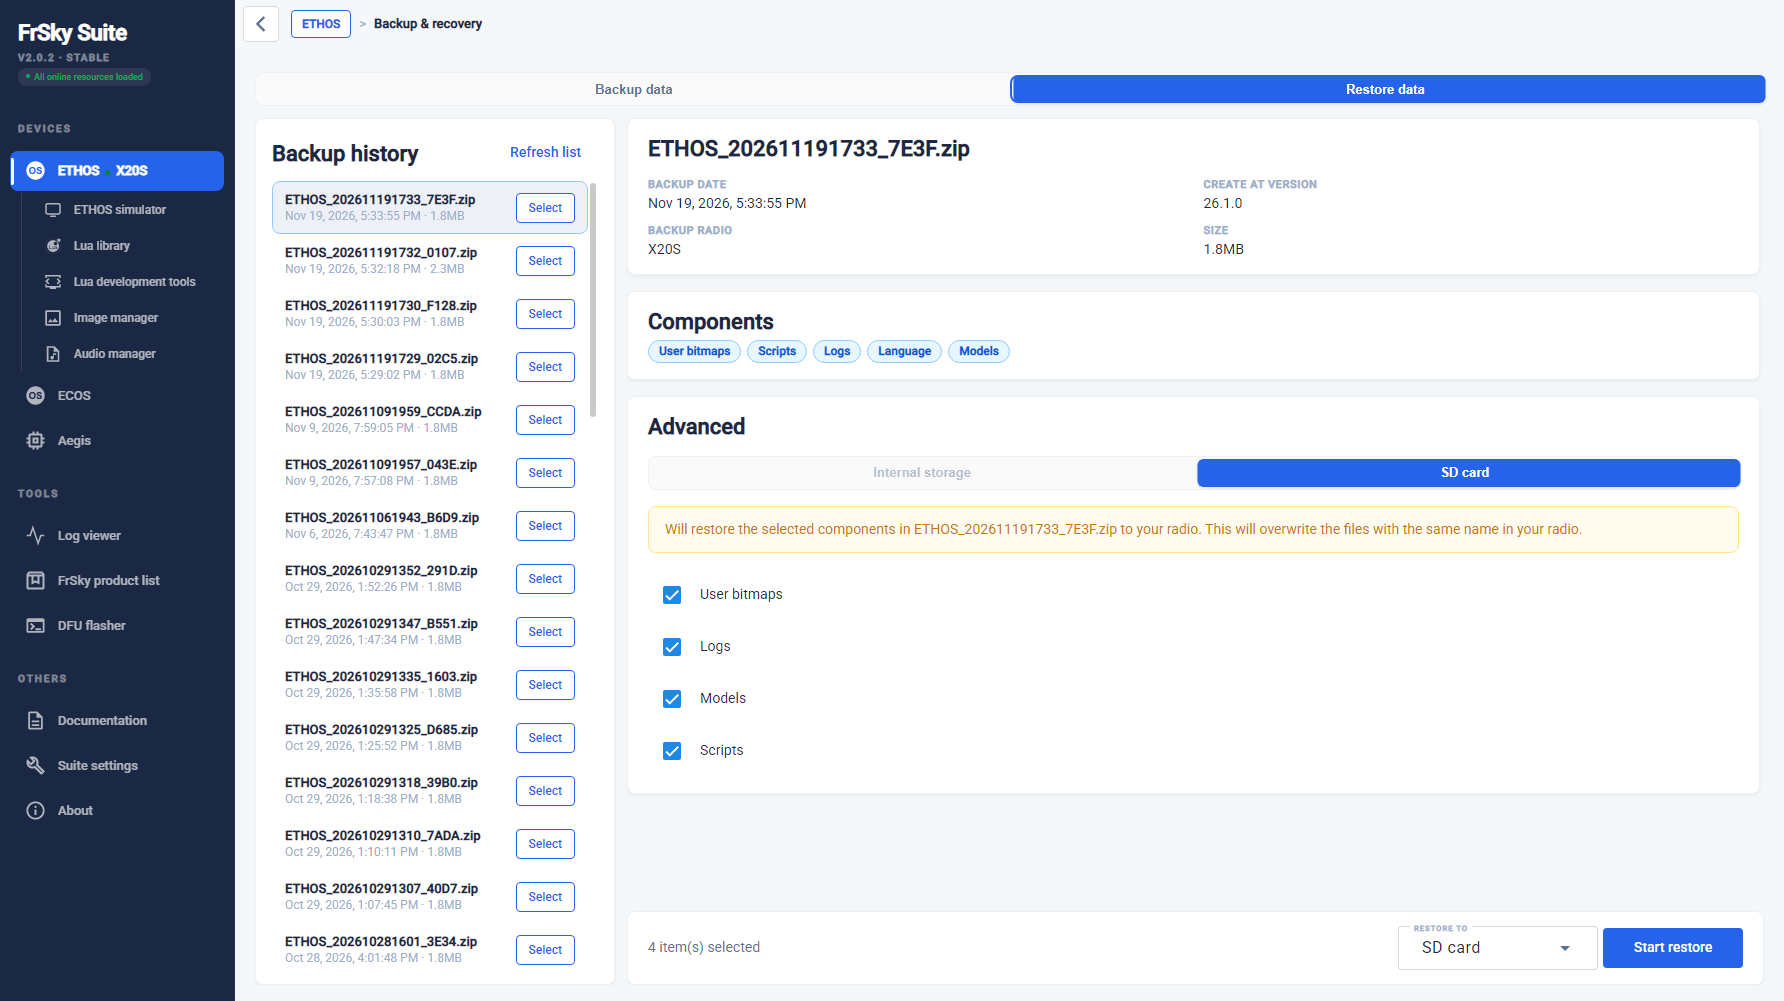 FrSky Suite
V2.0.2 · STABLE
• All online resources loaded
DEVICES
ETHOS • X20S
ETHOS simulator
Lua library
Lua development tools
Image manager
Audio manager
ECOS
Aegis
TOOLS
Log viewer
FrSky product list
DFU flasher
OTHERS
Documentation
Suite settings
About
ETHOS > Backup & recovery
Backup data
Restore data
Backup history
Refresh list
ETHOS_202611191733_7E3F.zip
Nov 19, 2026, 5:33:55 PM · 1.8MB
Select
ETHOS_202611191732_0107.zip
Nov 19, 2026, 5:32:18 PM · 2.3MB
Select
ETHOS_202611191730_F128.zip
Nov 19, 2026, 5:30:03 PM · 1.8MB
Select
ETHOS_202611191729_02C5.zip
Nov 19, 2026, 5:29:02 PM · 1.8MB
Select
ETHOS_202611091959_CCDA.zip
Nov 9, 2026, 7:59:05 PM · 1.8MB
Select
ETHOS_202611091957_043E.zip
Nov 9, 2026, 7:57:08 PM · 1.8MB
Select
ETHOS_202611061943_B6D9.zip
Nov 6, 2026, 7:43:47 PM · 1.8MB
Select
ETHOS_202610291352_291D.zip
Oct 29, 2026, 1:52:26 PM · 1.8MB
Select
ETHOS_202610291347_B551.zip
Oct 29, 2026, 1:47:34 PM · 1.8MB
Select
ETHOS_202610291335_1603.zip
Oct 29, 2026, 1:35:58 PM · 1.8MB
Select
ETHOS_202610291325_D685.zip
Oct 29, 2026, 1:25:52 PM · 1.8MB
Select
ETHOS_202610291318_39B0.zip
Oct 29, 2026, 1:18:38 PM · 1.8MB
Select
ETHOS_202610291310_7ADA.zip
Oct 29, 2026, 1:10:11 PM · 1.8MB
Select
ETHOS_202610291307_40D7.zip
Oct 29, 2026, 1:07:45 PM · 1.8MB
Select
ETHOS_202610281601_3E34.zip
Oct 28, 2026, 4:01:48 PM · 1.8MB
Select
ETHOS_202611191733_7E3F.zip
BACKUP DATE
Nov 19, 2026, 5:33:55 PM
CREATE AT VERSION
26.1.0
BACKUP RADIO
X20S
SIZE
1.8MB
Components
User bitmaps
Scripts
Logs
Language
Models
Advanced
Internal storage
SD card
Will restore the selected components in ETHOS_202611191733_7E3F.zip to your radio. This will overwrite the files with the same name in your radio.
User bitmaps
Logs
Models
Scripts
4 item(s) selected
RESTORE TO
SD card
Start restore